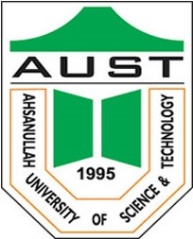 AUST
1995
AHSANULLAH UNIVERSITY OF SCIENCE & TECHNOLOGY